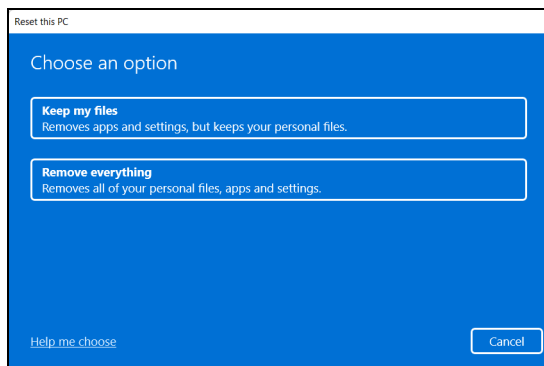 Reset this PC
Choose an option
Keep my files
Removes apps and settings, but keeps your personal files.
Remove everything
Removes all of your personal files, apps and settings.
Help me choose
Cancel